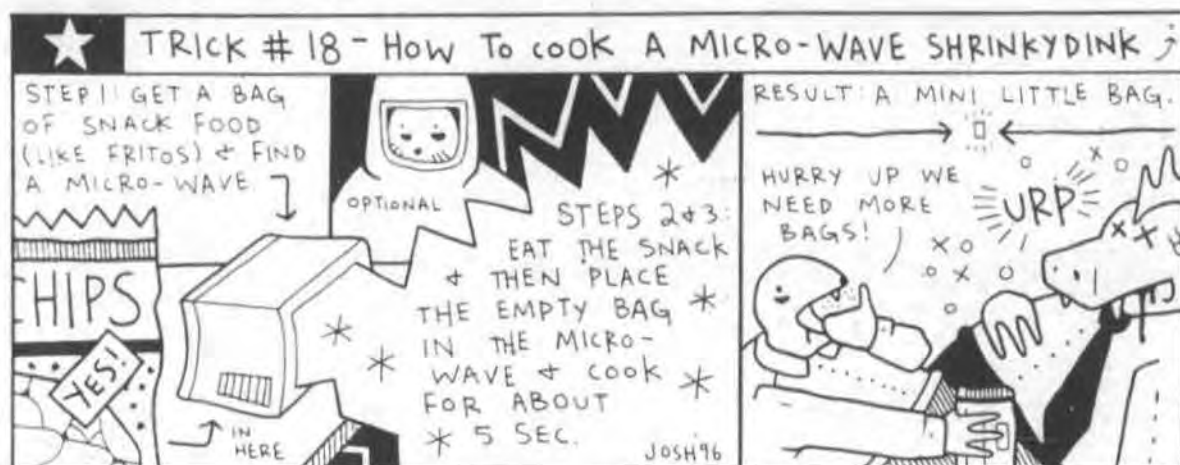 TRICK # 18 - HOW TO COOK A MICRO-WAVE SHRINKYDINK
STEP 1: GET A BAG
OF SNACK FOOD
(LIKE FRITOS) & FIND
A MICRO-WAVE.
CHIPS
YES!
IN
HERE
OPTIONAL
STEPS 2&3:
EAT THE SNACK
& THEN PLACE
THE EMPTY BAG
IN THE MICRO-
WAVE & COOK
FOR ABOUT
5 SEC.
JOSH'96
RESULT: A MINI LITTLE BAG.
HURRY UP WE
NEED MORE
BAGS!
URP